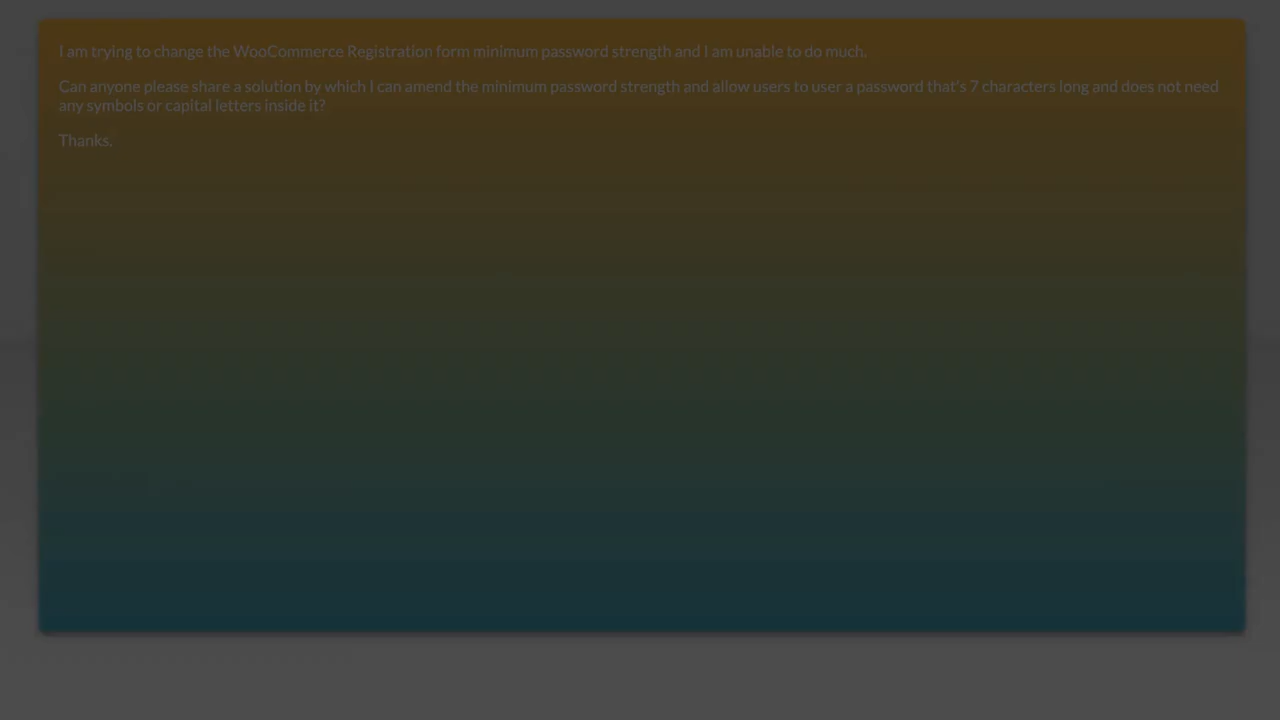 I am trying to change the WooCommerce Registration form minimum password strength and I am unable to do much.
Can anyone please share a solution by which I can amend the minimum password strength and allow users to user a password that's 7 characters long and does not need
any symbols or capital letters inside it?
Thanks.